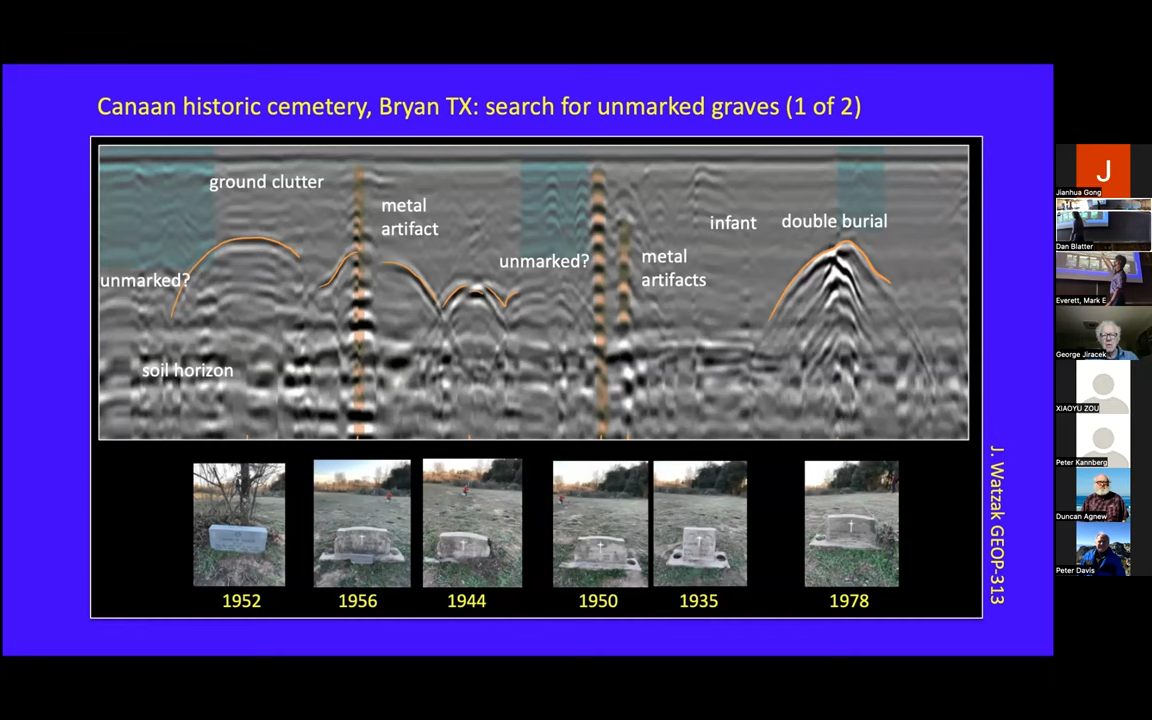 Canaan historic cemetery, Bryan TX: search for unmarked graves (1 of 2)
ground clutter
metal
artifact
infant
double burial
unmarked?
metal
artifacts
unmarked?
soil horizon
1952
1956
1944
1950
1935
1978
J. Watzak GEOP-313
J
Jianhua Gong
Dan Blatter
Everett, Mark E
George Jiracek
XIAOYU ZOU
Peter Kannberg
Duncan Agnew
Peter Davis